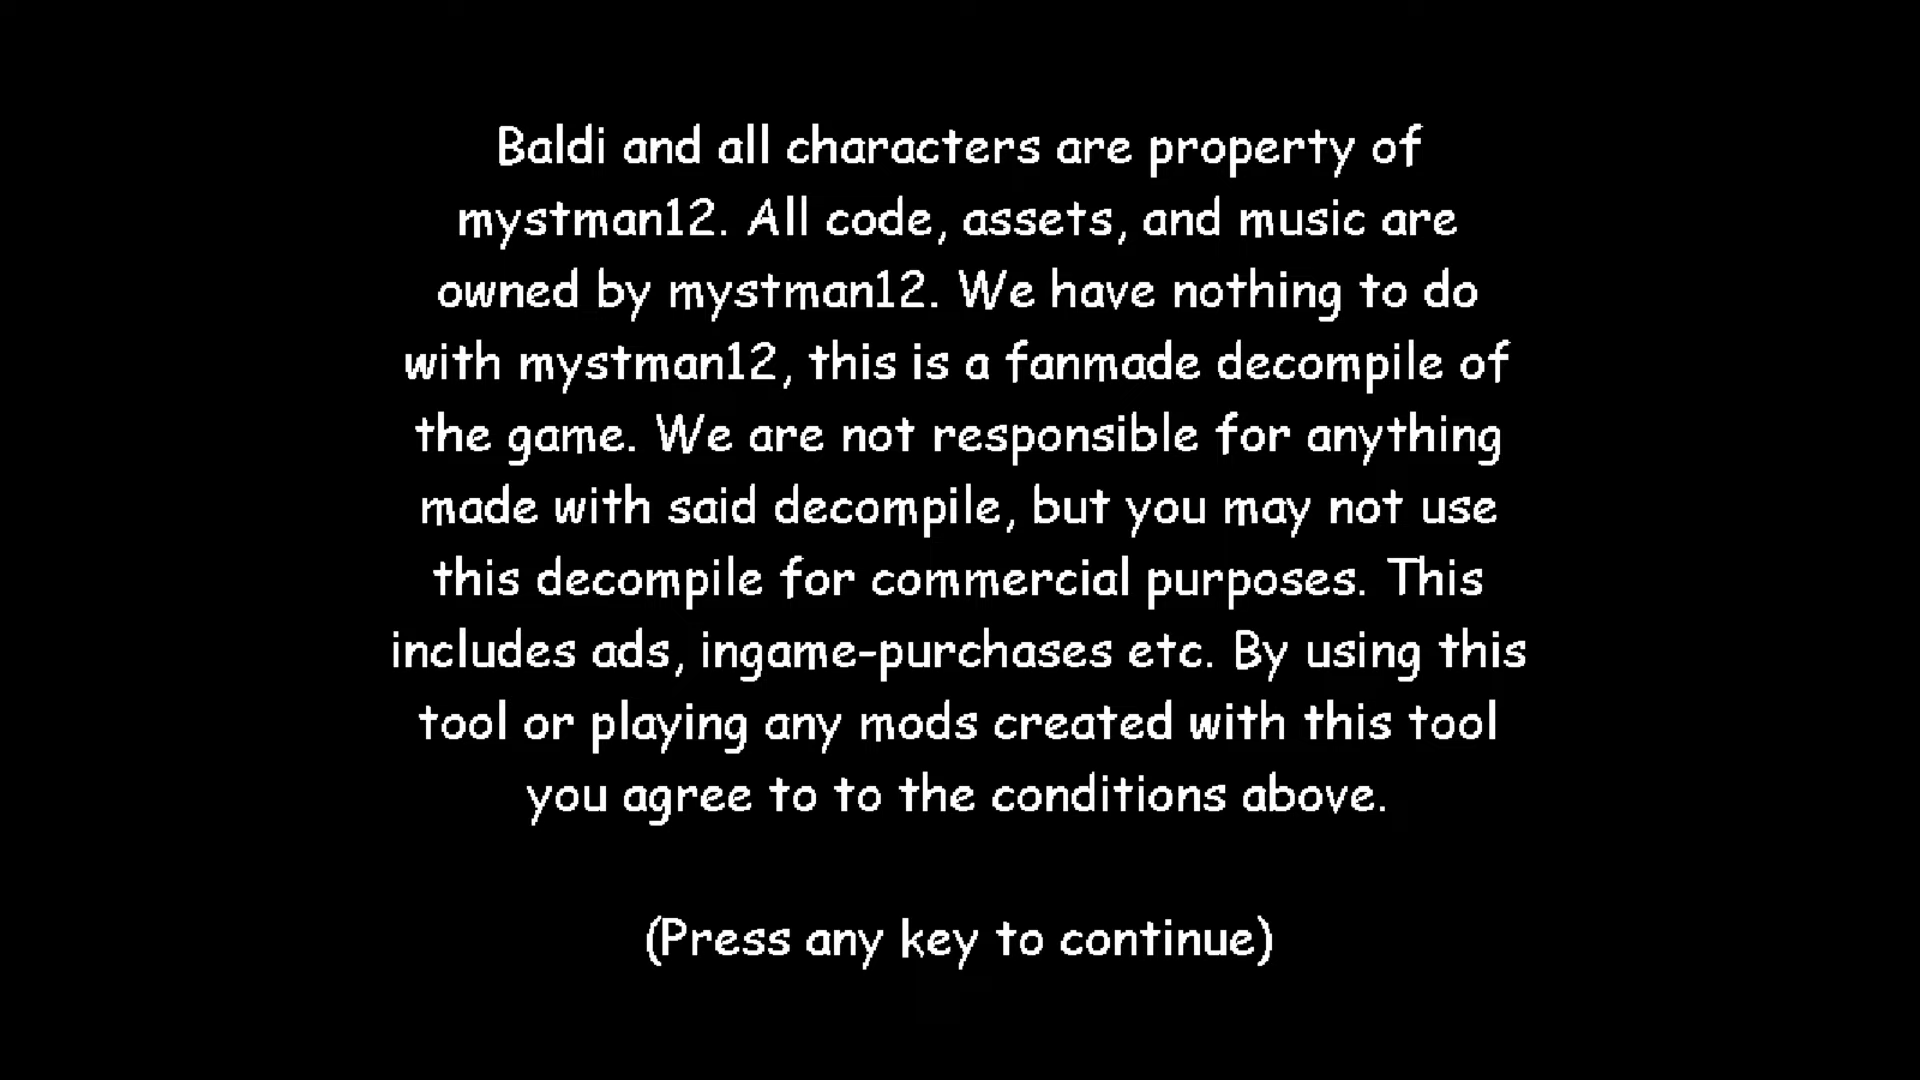 Baldi and all characters are property of
mystman12. All code, assets, and music are
owned by mystman12. We have nothing to do
with mystman12, this is a fanmade decompile of
the game. We are not responsible for anything
made with said decompile, but you may not use
this decompile for commercial purposes. This
includes ads, ingame-purchases etc. By using this
tool or playing any mods created with this tool
you agree to to the conditions above.
(Press any key to continue)